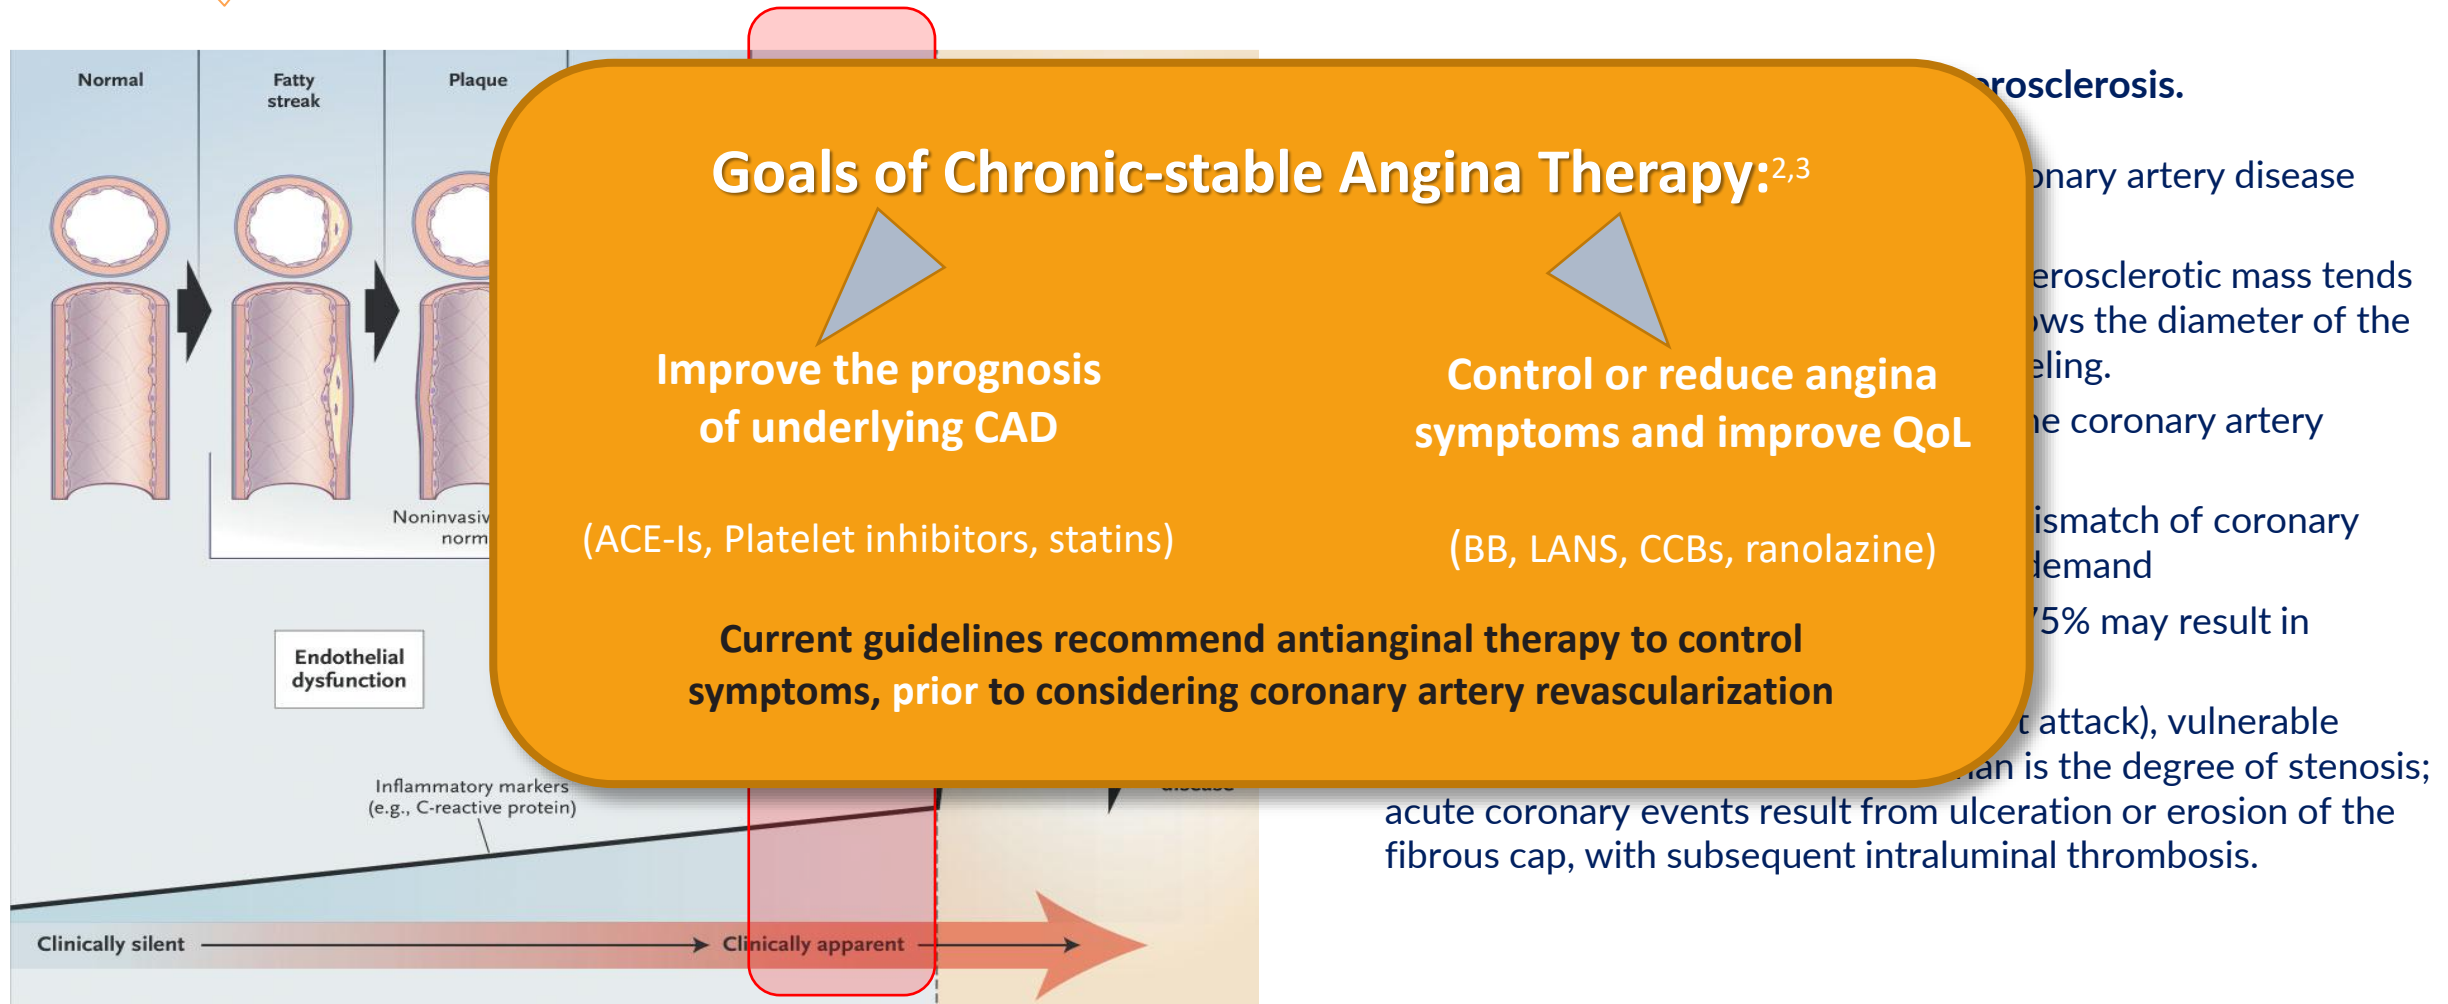 Normal
Fatty
streak
Plaque
Noninvasiv
norm
Endothelial
dysfunction
Inflammatory markers
(e.g., C-reactive protein)
Clinically silent
Clinically apparent
Goals of Chronic-stable Angina Therapy:2,3
Improve the prognosis
of underlying CAD
(ACE-Is, Platelet inhibitors, statins)
Control or reduce angina
symptoms and improve QoL
(BB, LANS, CCBs, ranolazine)
Current guidelines recommend antianginal therapy to control
symptoms, prior to considering coronary artery revascularization
disease
rosclerosis.
onary artery disease
erosclerotic mass tends
ows the diameter of the
eling.
coronary artery
ismatch of coronary
demand
75% may result in
attack), vulnerable
is the degree of stenosis;
acute coronary events result from ulceration or erosion of the
fibrous cap, with subsequent intraluminal thrombosis.